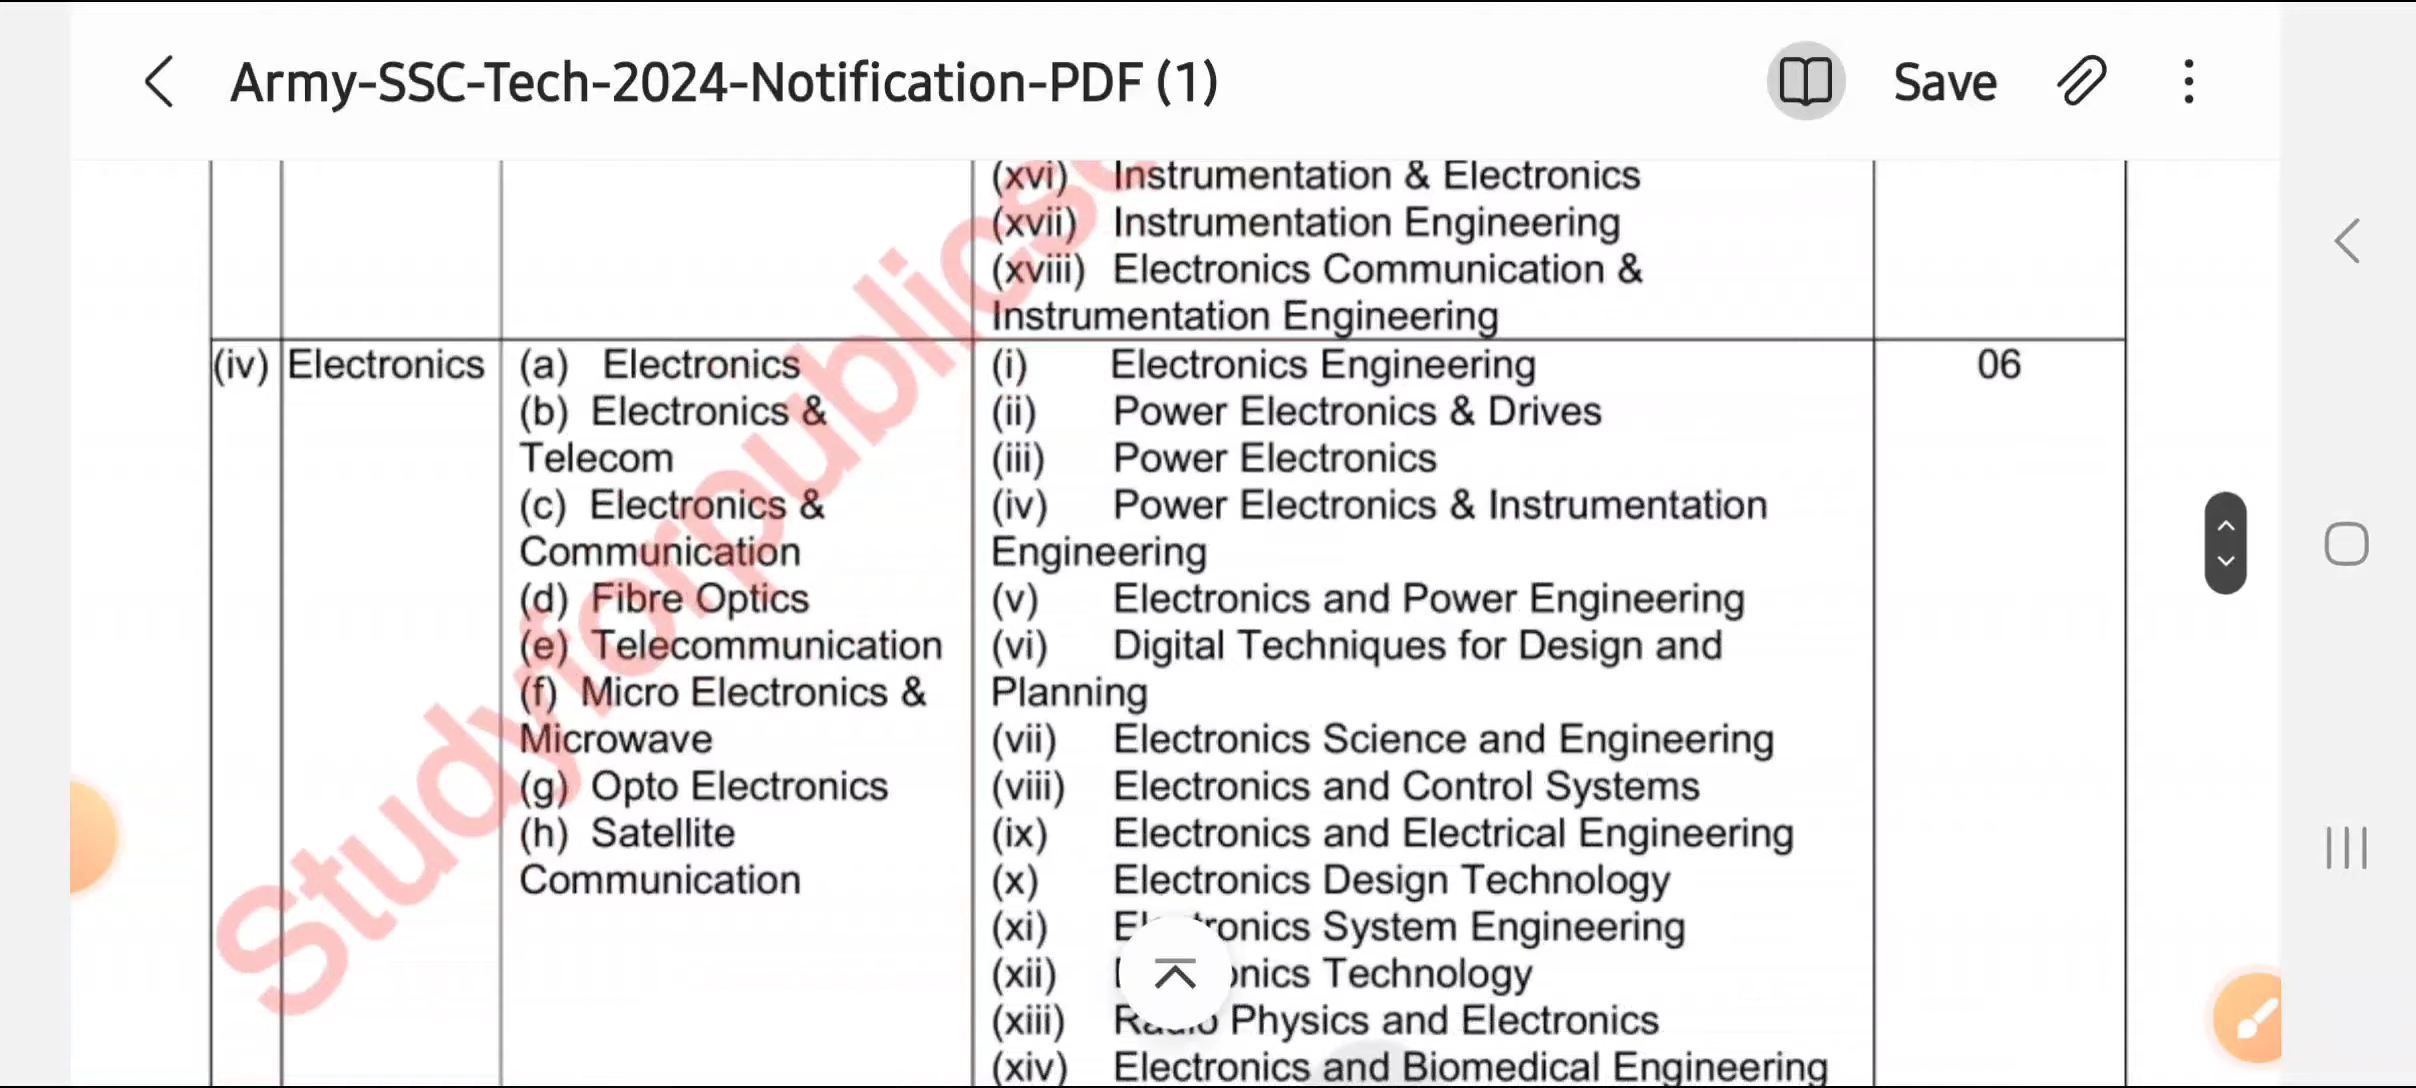 Army-SSC-Tech-2024-Notification-PDF (1)
Save
(xvi) Instrumentation & Electronics
(xvii) Instrumentation Engineering
(xviii) Electronics Communication &
Instrumentation Engineering
(iv) Electronics
(a) Electronics
(b) Electronics &
Telecom
(c) Electronics &
Communication
(d) Fibre Optics
(e) Telecommunication
(f) Micro Electronics &
Microwave
(g) Opto Electronics
(h) Satellite
Communication
(i) Electronics Engineering
(ii) Power Electronics & Drives
(iii) Power Electronics
(iv) Power Electronics & Instrumentation
Engineering
(v) Electronics and Power Engineering
(vi) Digital Techniques for Design and
Planning
(vii) Electronics Science and Engineering
(viii) Electronics and Control Systems
(ix) Electronics and Electrical Engineering
(x) Electronics Design Technology
(xi) Electronics System Engineering
(xii) Technology
(xiii) Radio Physics and Electronics
(xiv) Electronics and Biomedical Engineering
06